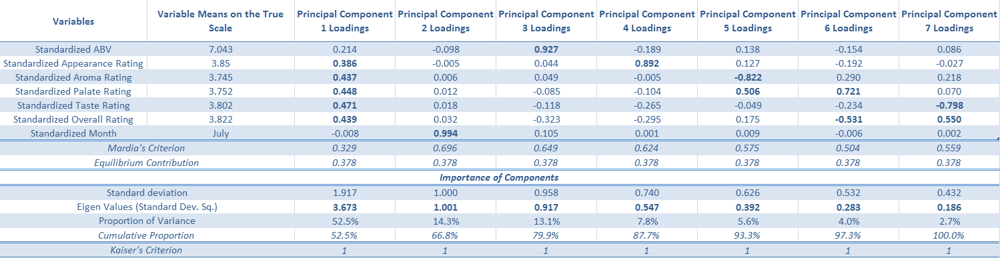 Variables Variable Means on the True Principal Component Principal Component Principal Component Principal Component Principal Component Principal Component Principal Component
Scale 1 Loadings 2 Loadings 3 Loadings 4 Loadings 5 Loadings 6 Loadings 7 Loadings
Standardized ABV 7.043 0.214 -0.098 0.927 -0.189 0.138 -0.154 0.086
Standardized Appearance Rating 3.85 0.386 -0.005 0.044 0.892 0.127 -0.192 -0.027
Standardized Aroma Rating 3.745 0.437 0.006 0.049 -0.005 -0.822 0.290 0.218
Standardized Palate Rating 3.752 0.448 0.012 -0.085 -0.104 0.506 0.721 0.070
Standardized Taste Rating 3.802 0.471 0.018 -0.118 -0.265 -0.049 -0.234 -0.798
Standardized Overall Rating 3.822 0.439 0.032 -0.323 -0.295 0.175 -0.531 0.550
Standardized Month July -0.008 0.994 0.105 0.001 0.009 -0.006 0.002
Mardia's Criterion 0.329 0.696 0.649 0.624 0.575 0.504 0.559
Equilibrium Contribution 0.378 0.378 0.378 0.378 0.378 0.378 0.378
Importance of Components
Standard deviation 1.917 1.000 0.958 0.740 0.626 0.532 0.432
Eigen Values (Standard Dev. Sq.) 3.673 1.001 0.917 0.547 0.392 0.283 0.186
Proportion of Variance 52.5% 14.3% 13.1% 7.8% 5.6% 4.0% 2.7%
Cumulative Proportion 52.5% 66.8% 79.9% 87.7% 93.3% 97.3% 100.0%
Kaiser's Criterion 1 1 1 1 1 1 1